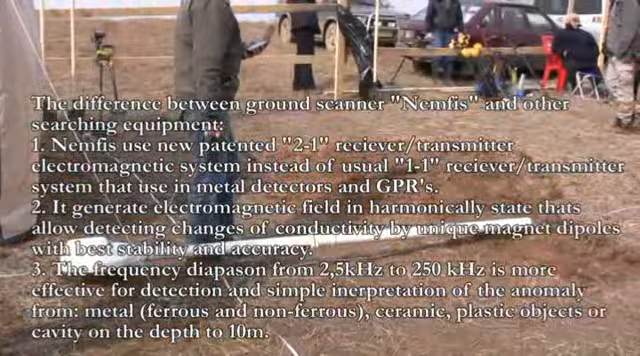 The difference between ground scanner "Nemfis" and other
searching equipment:
1. Nemfis use new patented "2-1" reciever/transmitter
electromagnetic system instead of usual "1-1" reciever/transmitter
system that use in metal detectors and GPR's.
2. It generate electromagnetic field in harmonically state thats
allow detecting changes of conductivity by unique magnet dipoles
with best stability and accuracy.
3. The frequency diapason from 2,5kHz to 250 kHz is more
effective for detection and simple inerpretation of the anomaly
from: metal (ferrous and non-ferrous), ceramic, plastic objects or
cavity on the depth to 10m.